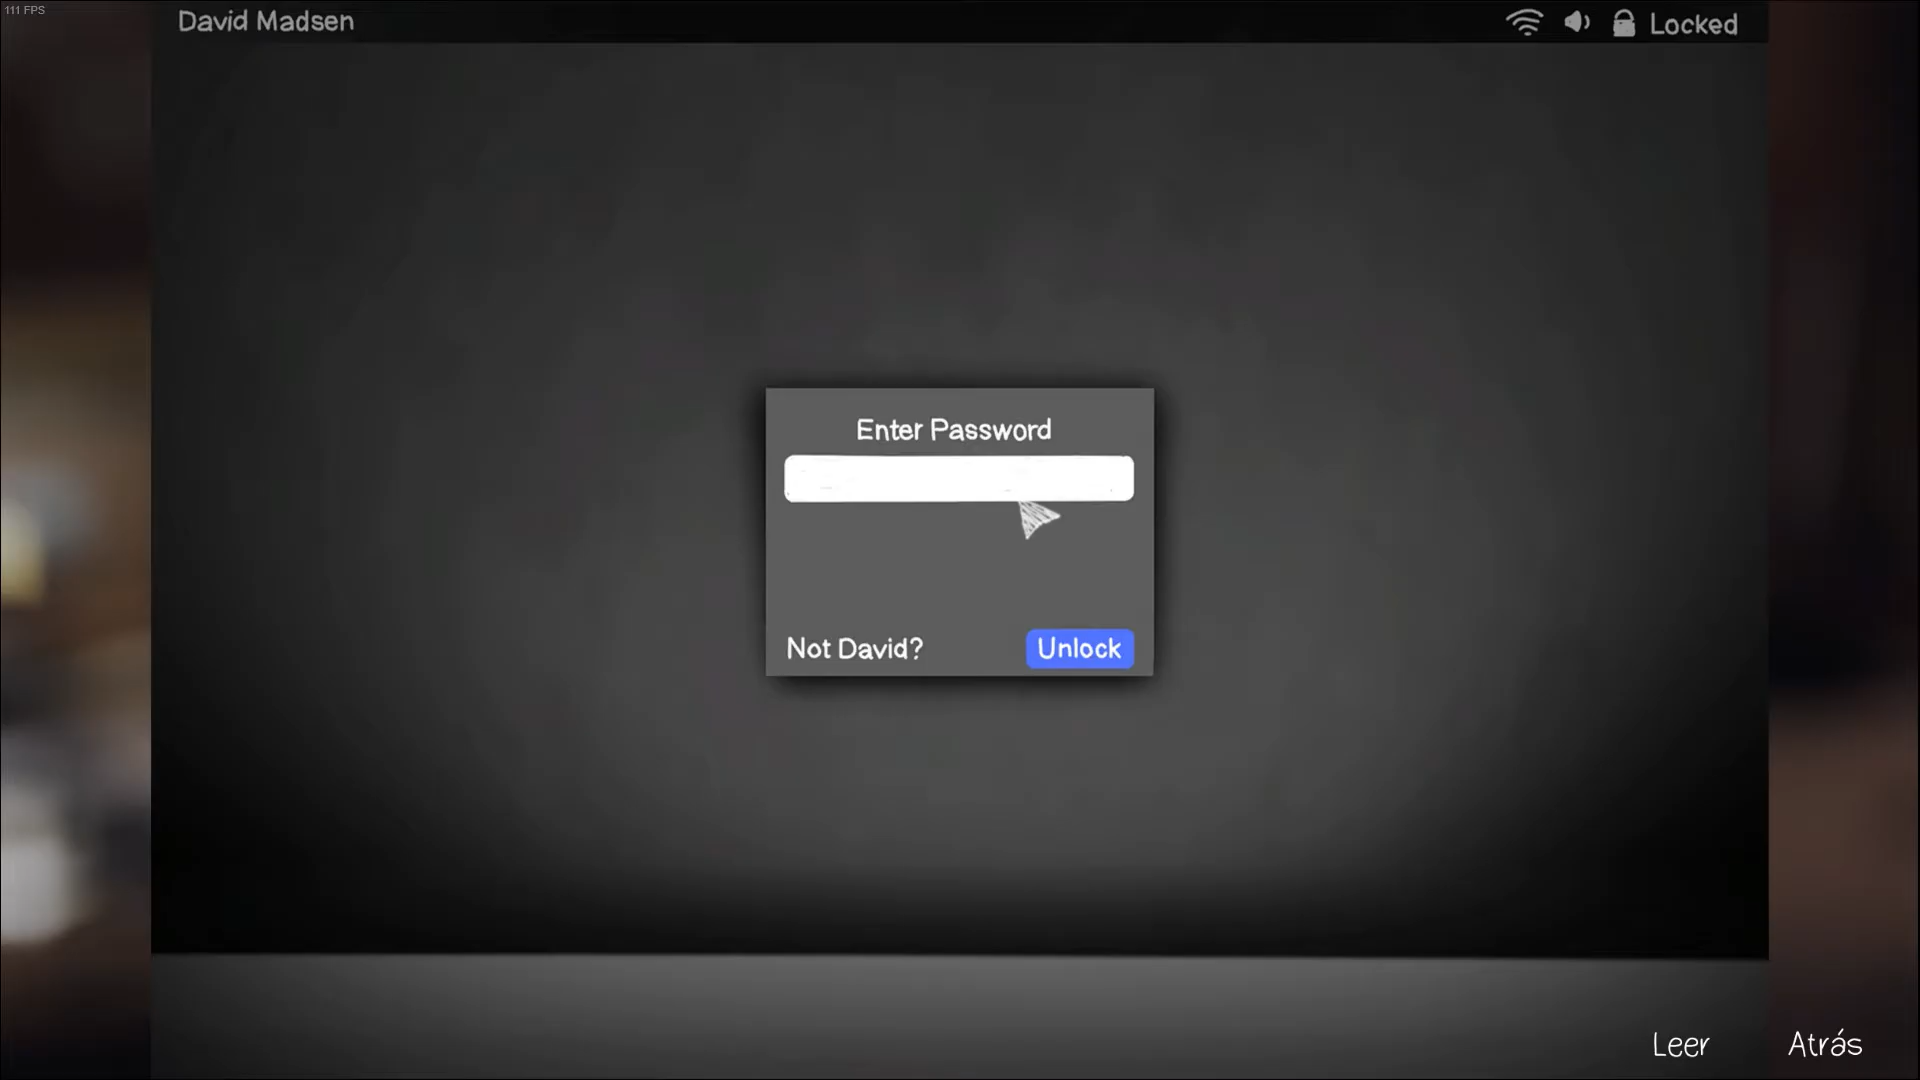 111 FPS
David Madsen
Locked
Enter Password
Not David?
Unlock
Leer
Atrás